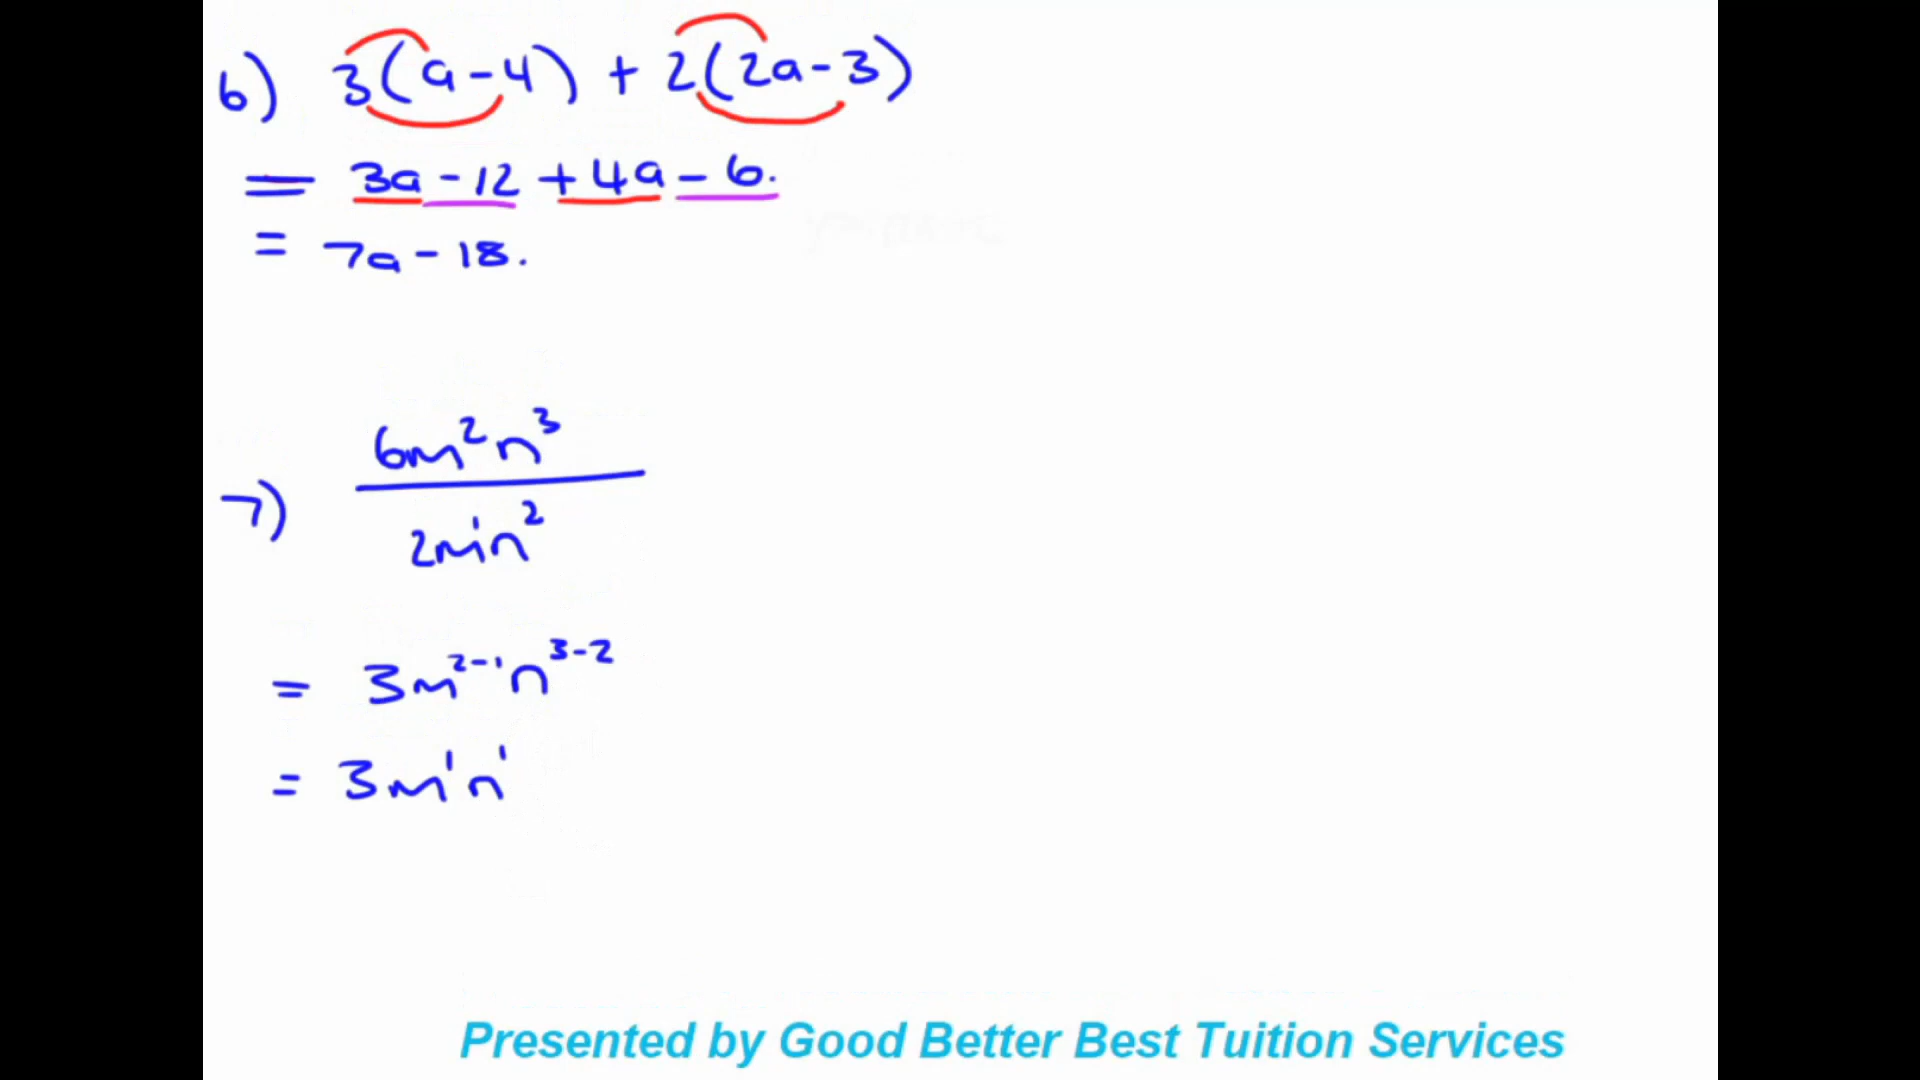 6) 3(a-4) + 2(2a-3)
= 3a - 12 + 4a - 6.
= 7a - 18.
7) 6m²n³
2m¹n²
= 3m²⁻¹n³⁻²
= 3m¹n¹
Presented by Good Better Best Tuition Services